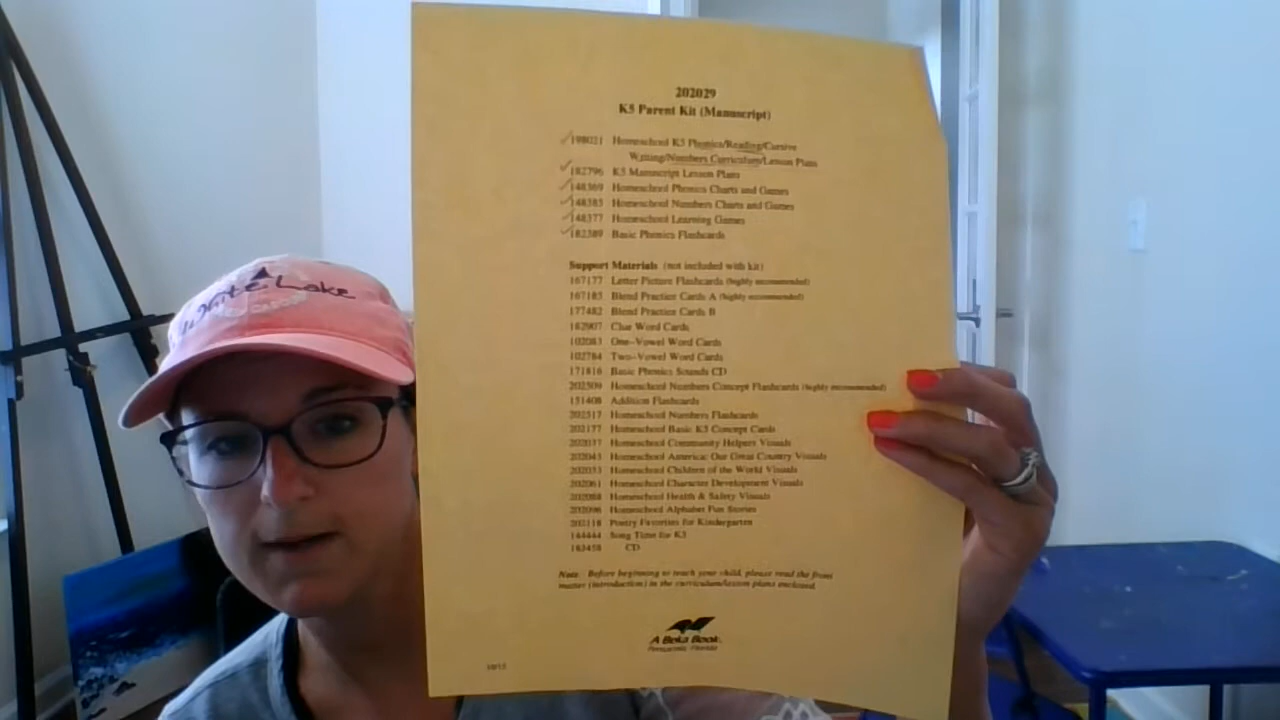 White Lake
202029
K5 Parent Kit (Manuscript)
198021 Homeschool K5 Phonics/Reading/Cursive
Writing/Numbers Curriculum/Lesson Plans
182796 K5 Manuscript Lesson Plans
148369 Homeschool Phonics Charts and Games
148385 Homeschool Numbers Charts and Games
148377 Homeschool Learning Games
182389 Basic Phonics Flashcards
Support Materials (not included with kit)
167177 Letter Picture Flashcards (highly recommended)
167185 Blend Practice Cards A (highly recommended)
177482 Blend Practice Cards B
182907 Clue Word Cards
102083 One-Vowel Word Cards
102784 Two-Vowel Word Cards
171816 Basic Phonics Sounds CD
202509 Homeschool Numbers Concept Flashcards (highly recommended)
151408 Addition Flashcards
202517 Homeschool Numbers Flashcards
202177 Homeschool Basic K5 Concept Cards
202037 Homeschool Community Helpers Visuals
202045 Homeschool America: Our Great Country Visuals
202053 Homeschool Children of the World Visuals
202061 Homeschool Character Development Visuals
202088 Homeschool Health & Safety Visuals
202096 Homeschool Alphabet Fun Stories
202118 Poetry Favorites for Kindergarten
144444 Song Time for K5
163458 CD
Note: Before beginning to teach your child, please read the front
matter (introduction) in the curriculum/lesson plans enclosed.
A Beka Book
Pensacola, Florida